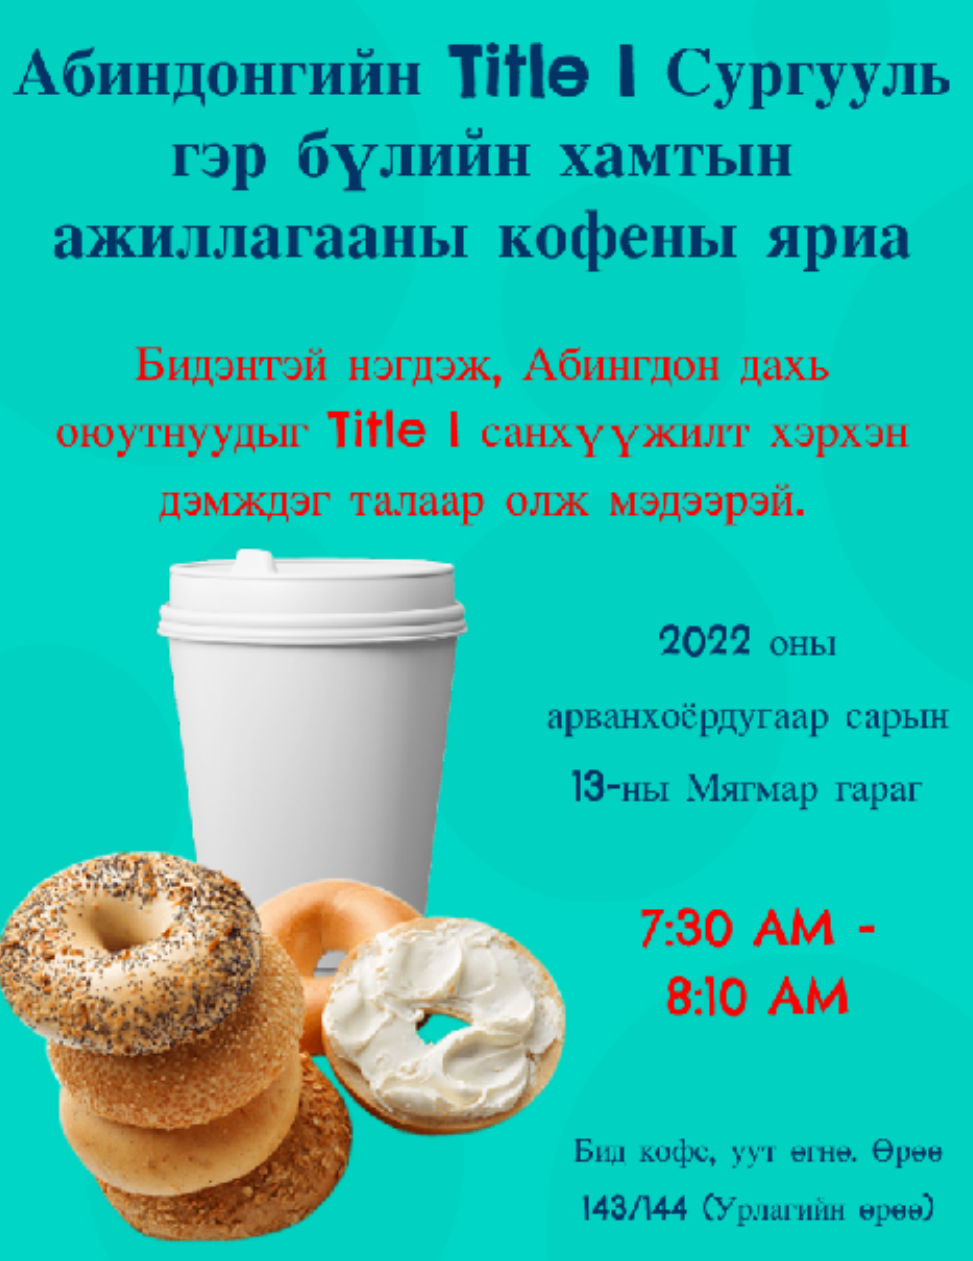 Абиндонгийн Title I Сургууль
гэр бүлийн хамтын
ажиллагааны кофены яриа
Бидэнтэй нэгдэж, Абингдон дахь
оюутнуудыг Title I санхүүжилт хэрхэн
дэмждэг талаар олж мэдээрэй.
2022 оны
арванхоёрдугаар сарын
13-ны Мягмар гараг
7:30 AM -
8:10 AM
Бид кофе, уут өгнө. Өрөө
143/144 (Урлагийн өрөө)